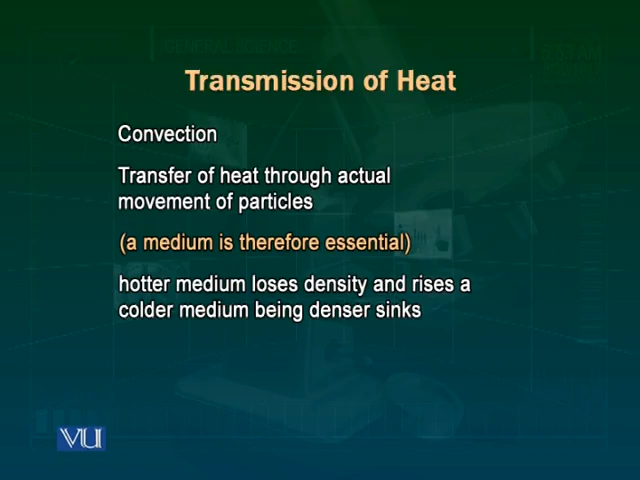 GENERAL SCIENCE
Transmission of Heat
Convection
Transfer of heat through actual
movement of particles
(a medium is therefore essential)
hotter medium loses density and rises a
colder medium being denser sinks
VU